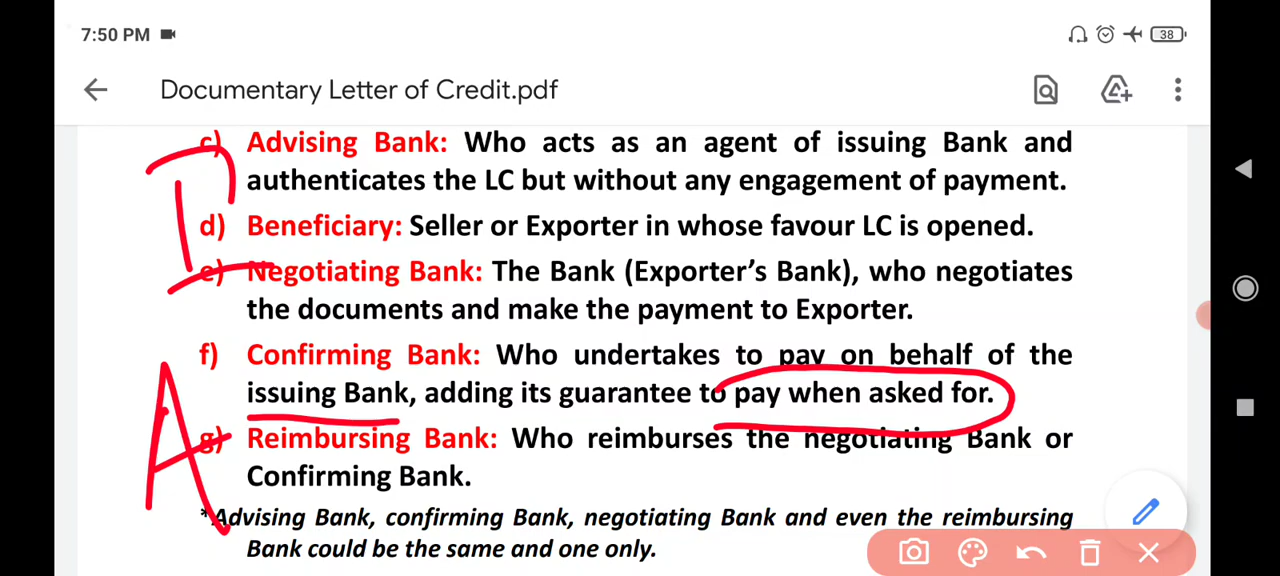 7:50 PM
38
Documentary Letter of Credit.pdf
c) Advising Bank: Who acts as an agent of issuing Bank and
authenticates the LC but without any engagement of payment.
d) Beneficiary: Seller or Exporter in whose favour LC is opened.
e) Negotiating Bank: The Bank (Exporter's Bank), who negotiates
the documents and make the payment to Exporter.
f) Confirming Bank: Who undertakes to pay on behalf of the
issuing Bank, adding its guarantee to pay when asked for.
g) Reimbursing Bank: Who reimburses the negotiating Bank or
Confirming Bank.
*Advising Bank, confirming Bank, negotiating Bank and even the reimbursing
Bank could be the same and one only.
I
A